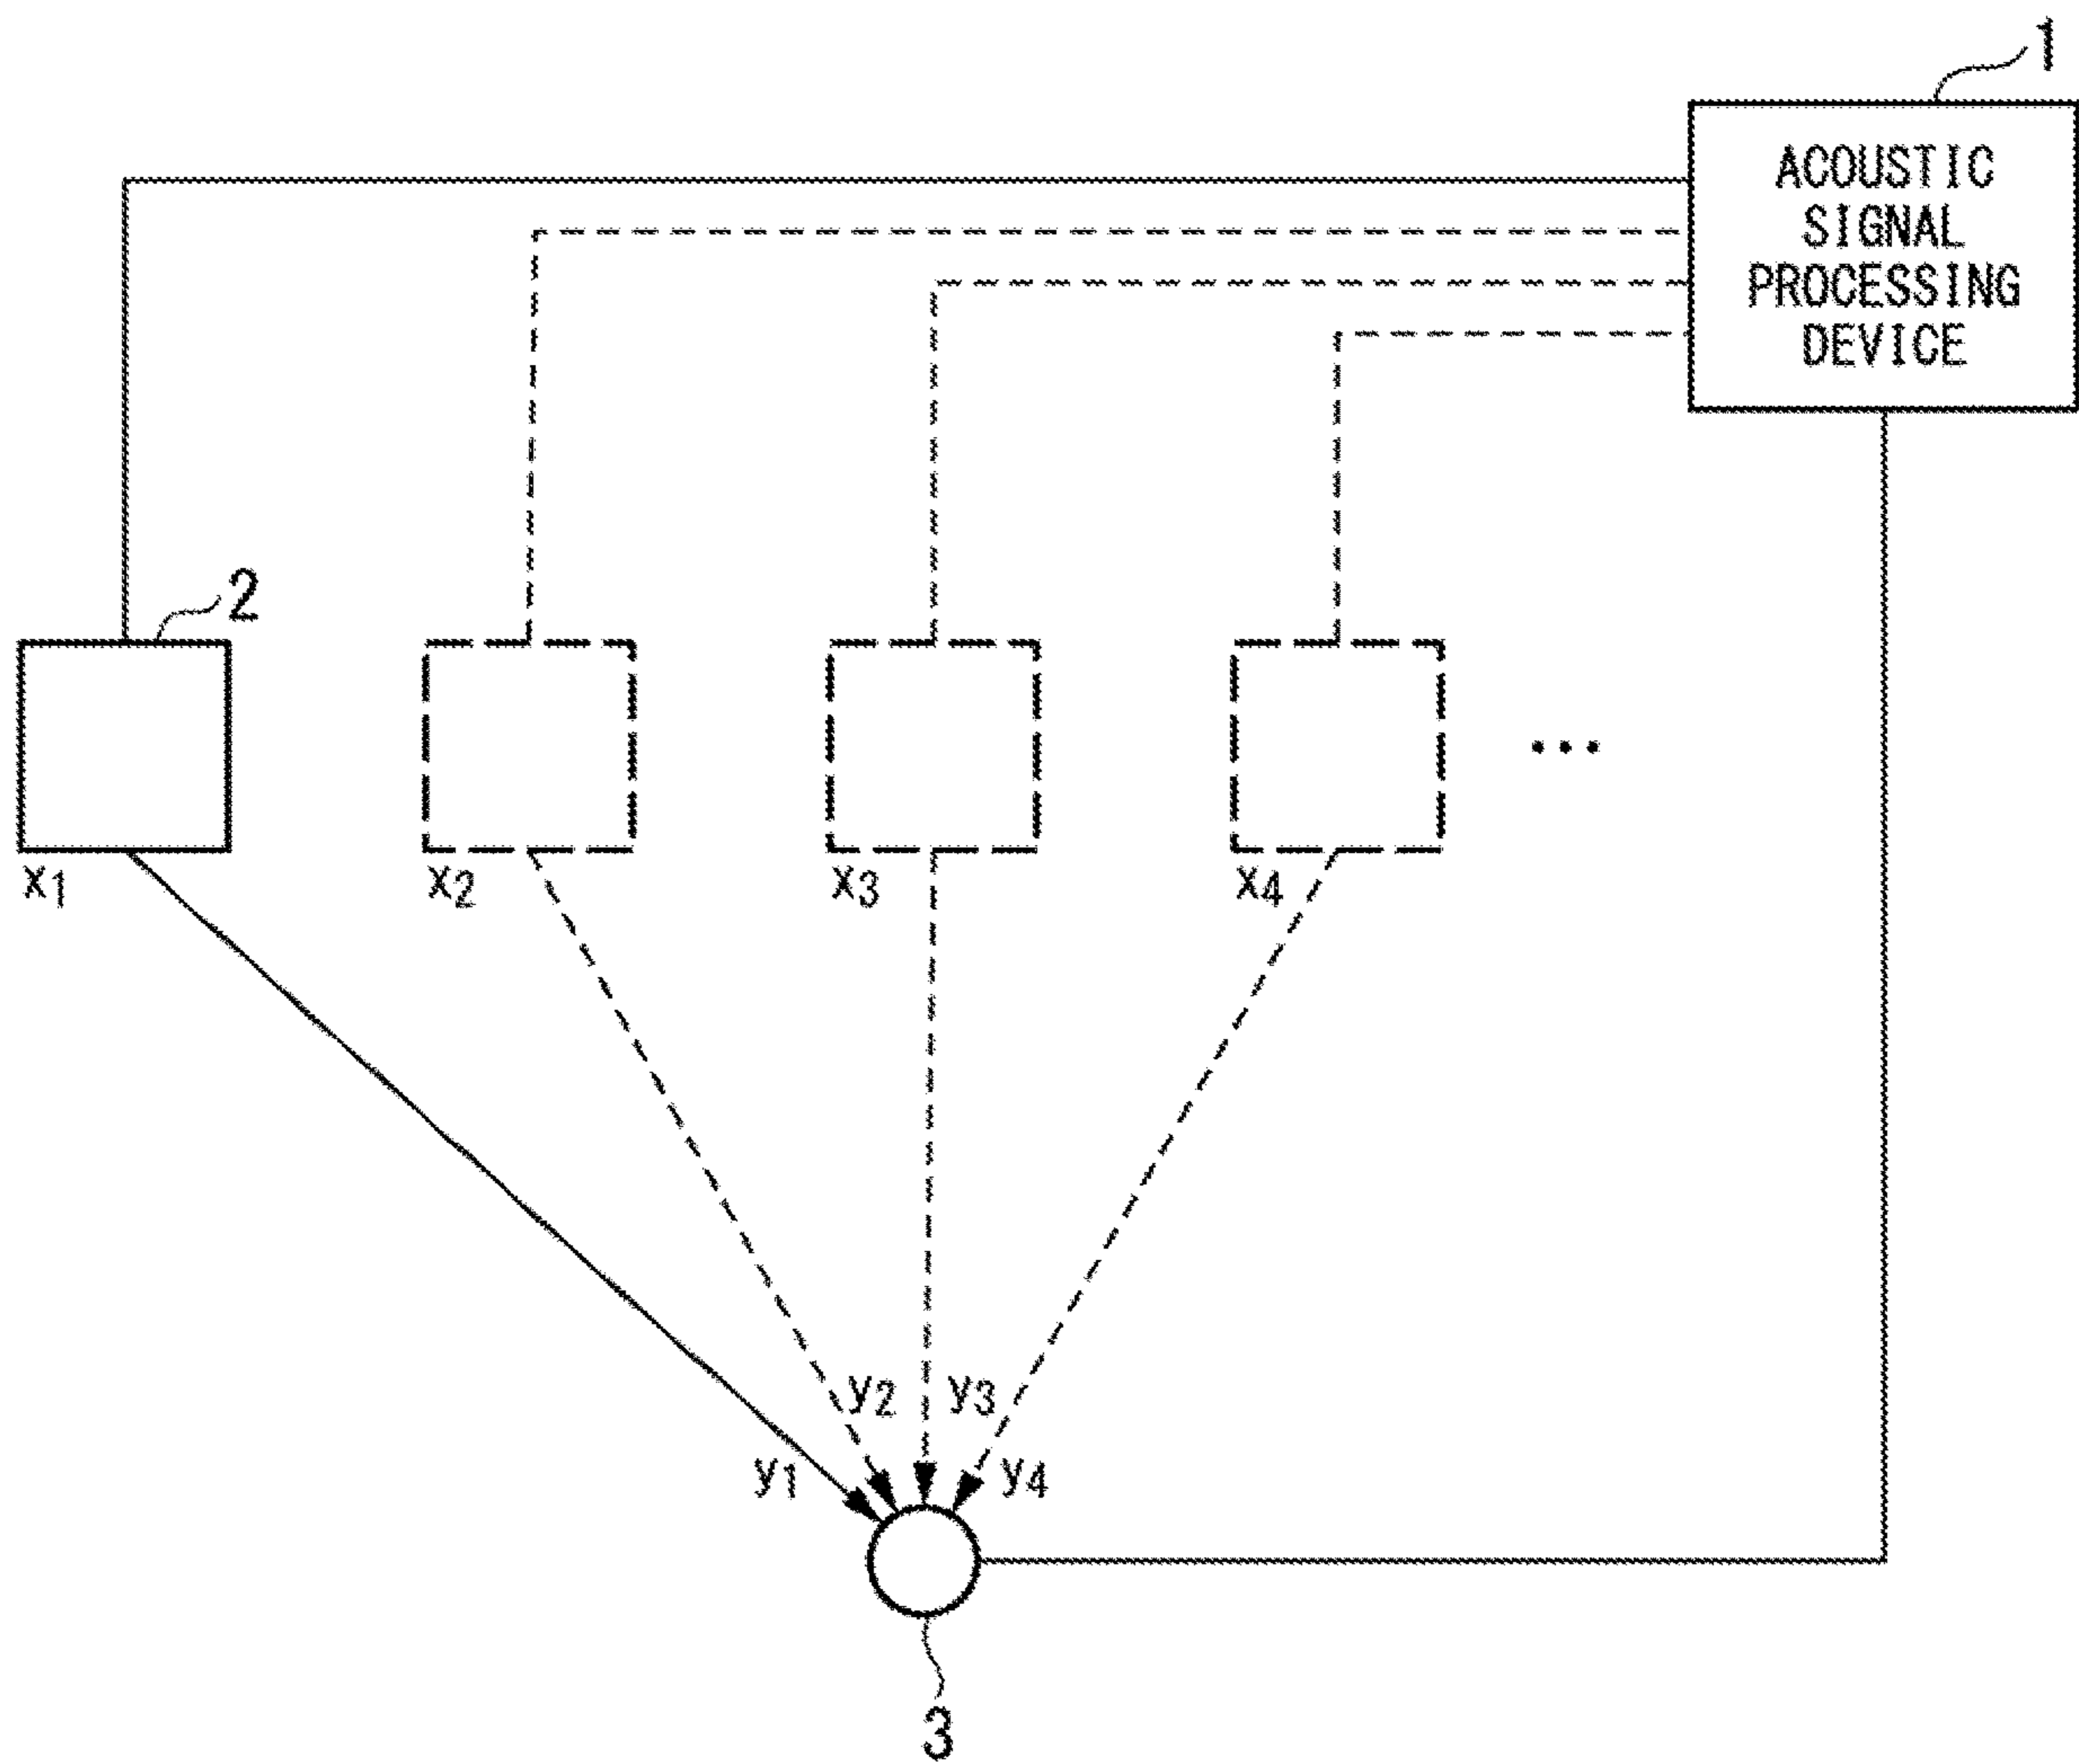 1
ACOUSTIC
SIGNAL
PROCESSING
DEVICE
2
x1
x2
x3
x4
...
y2
y3
y1
y4
3